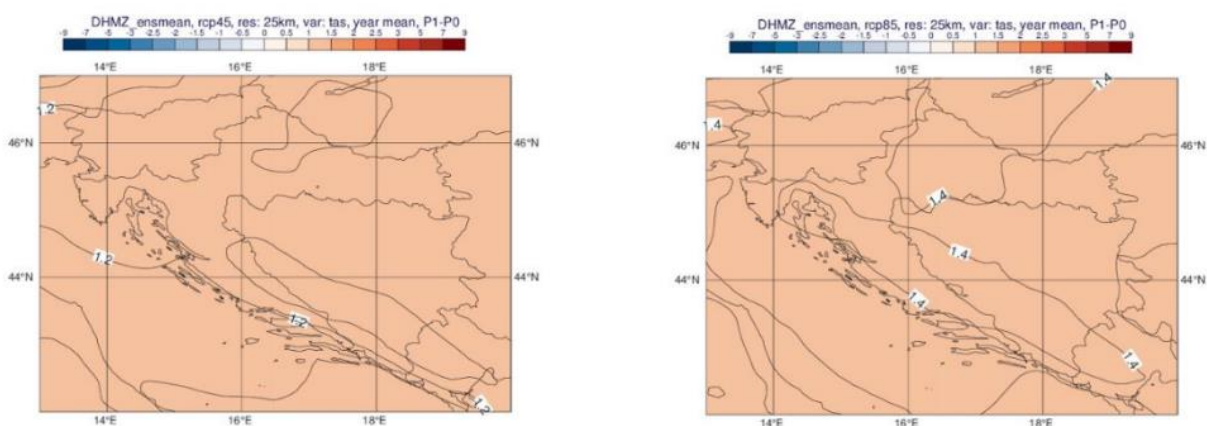 DHMZ_ensmean, rcp45, res: 25km, var: tas, year mean, P1-P0
-9 -7 -5 -3 -2.5 -2 -1.5 -1 -0.5 0 0.5 1 1.5 2 2.5 3 5 7 9
14°E 16°E 18°E
1.2
46°N
1.2
44°N
1.2
1.2
14°E 16°E 18°E
DHMZ_ensmean, rcp85, res: 25km, var: tas, year mean, P1-P0
-9 -7 -5 -3 -2.5 -2 -1.5 -1 -0.5 0 0.5 1 1.5 2 2.5 3 5 7 9
14°E 16°E 18°E
1.4
1.4
46°N 46°N
1.4
1.4
44°N 44°N
1.4
1.4
14°E 16°E 18°E